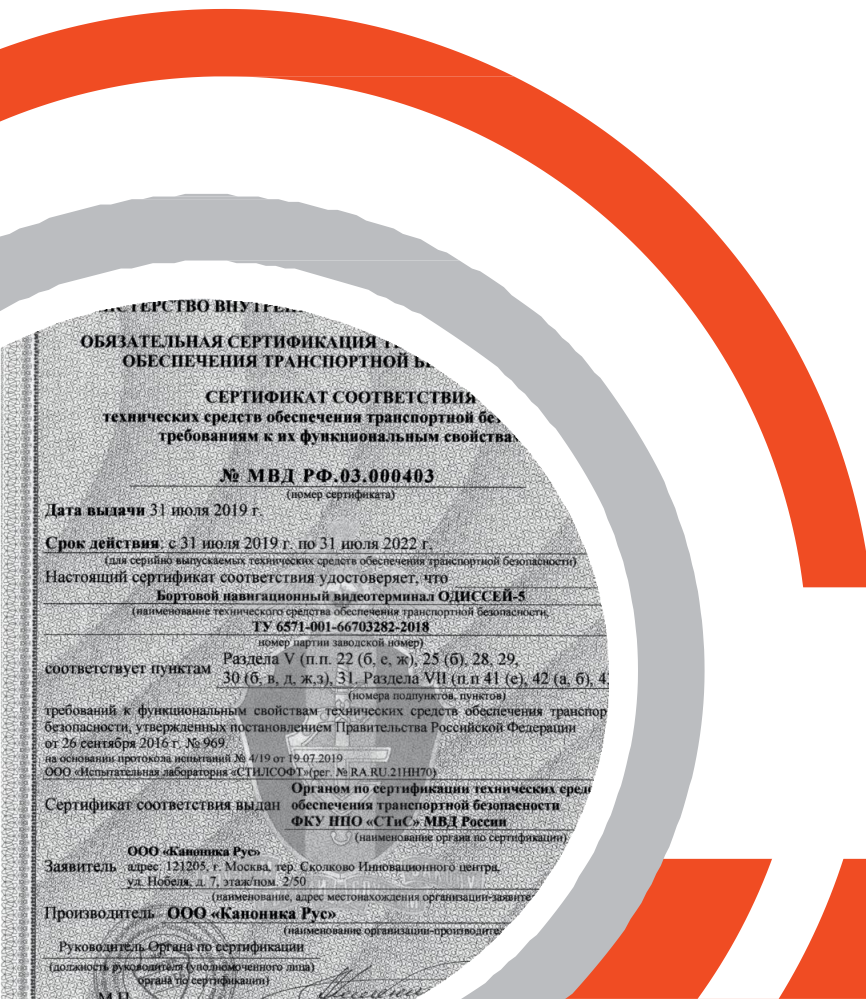 ОБЯЗАТЕЛЬНАЯ СЕРТИФИКАЦИЯ
ОБЕСПЕЧЕНИЯ ТРАНСПОРТНОЙ
СЕРТИФИКАТ СООТВЕТСТВИЯ
технических средств обеспечения транспортной без
требованиям к их функциональным свойствам
№ МВД РФ.03.000403
(номер сертификата)
Дата выдачи 31 июля 2019 г.
Срок действия: с 31 июля 2019 г. по 31 июля 2022 г.
(для серийно выпускаемых технических средств обеспечения транспортной безопасности)
Настоящий сертификат соответствия удостоверяет, что
Бортовой навигационный видеотерминал ОДИССЕЙ-5
(наименование технического средства обеспечения транспортной безопасности,
ТУ 6571-001-66703282-2018
номер партии заводской номер)
соответствует пунктам Раздела V (п.п. 22 (б, е, ж), 25 (б), 28, 29,
30 (б, в, д, ж,з), 31. Раздела VII (п.п 41 (е), 42 (а, б),
(номера подпунктов, пунктов)
требований к функциональным свойствам технических средств обеспечения транспор
безопасности, утвержденных постановлением Правительства Российской Федерации
от 26 сентября 2016 г. № 969.
на основании протокола испытаний № 4/19 от 19.07.2019
ООО «Испытательная лаборатория «СТИЛСОФТ»(рег. № RA.RU.21НН70)
Органом по сертификации технических сред
Сертификат соответствия выдан обеспечения транспортной безопасности
ФКУ НПО «СТиС» МВД России
(наименование органа по сертификации)
ООО «Каноника Рус»
Заявитель адрес: 121205, г. Москва, тер. Сколково Инновационного центра,
ул. Нобеля, д. 7, этаж/пом. 2/50
(наименование, адрес местонахождения организации-заявите
Производитель ООО «Каноника Рус»
(наименование организации-производите
Руководитель Органа по сертификации
(должность руководителя (уполномоченного лица)
органа по сертификации)